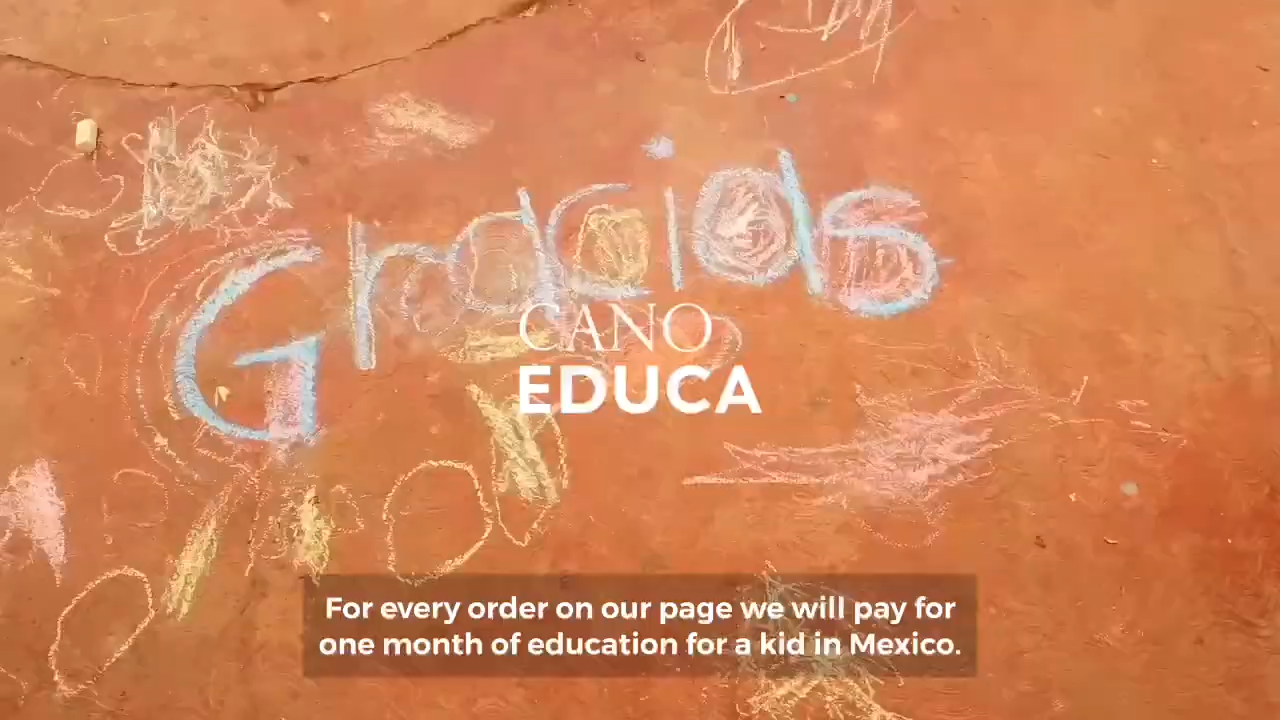 Gracias
CANO
EDUCA
For every order on our page we will pay for
one month of education for a kid in Mexico.